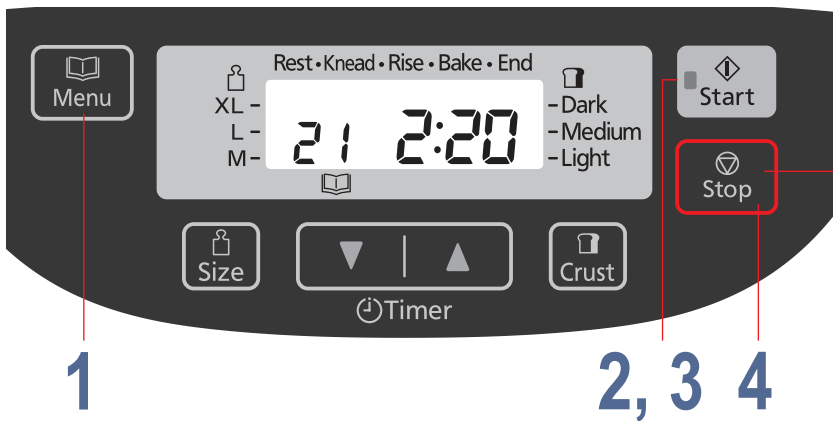 Rest • Knead • Rise • Bake • End
Menu
XL –
L –
M –
21 2:20
– Dark
– Medium
– Light
Start
Stop
Size
Timer
Crust
1
2, 3
4